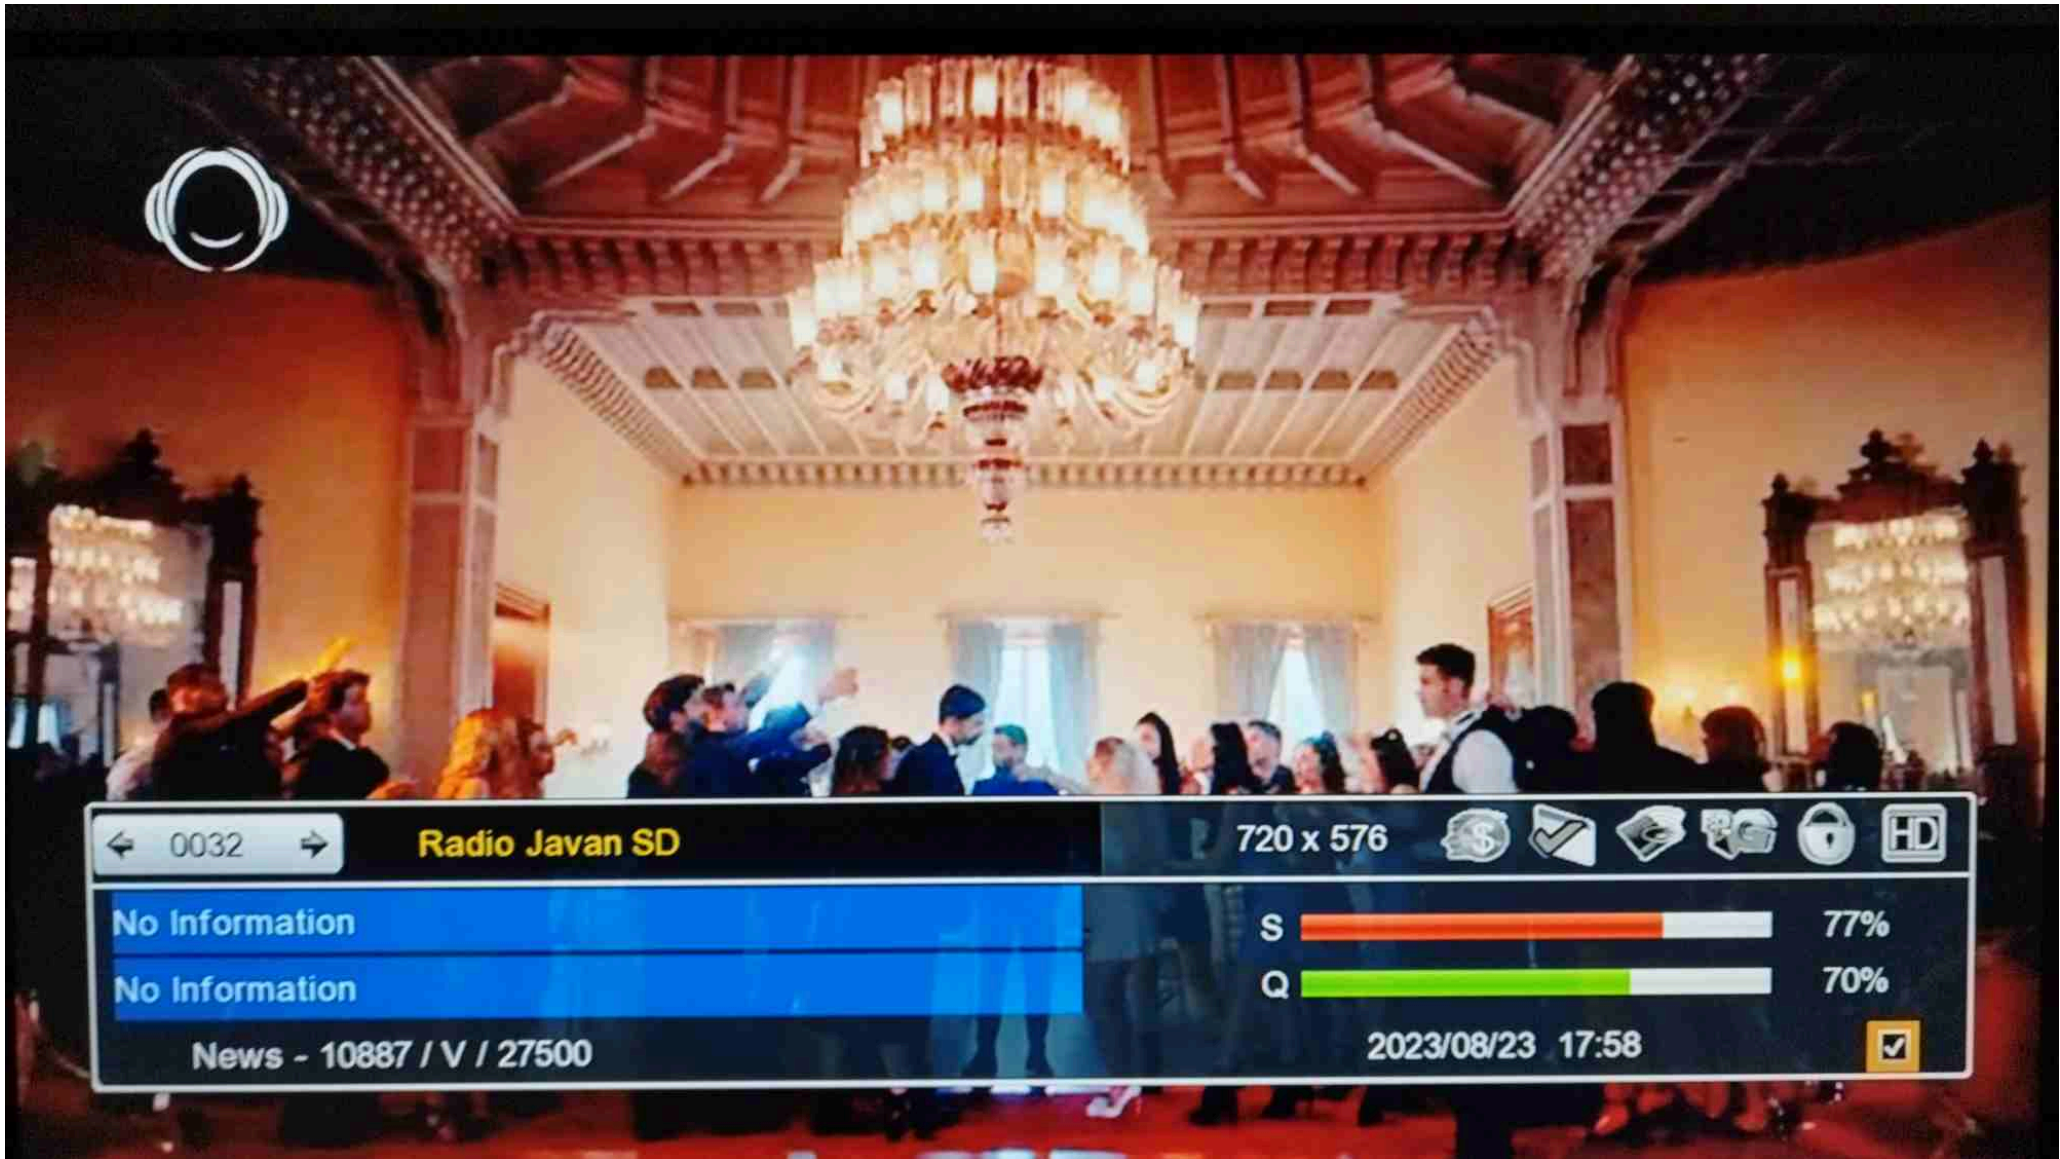 0032
Radio Javan SD
720 x 576
HD
No Information
S 77%
No Information
Q 70%
News - 10887 / V / 27500
2023/08/23 17:58